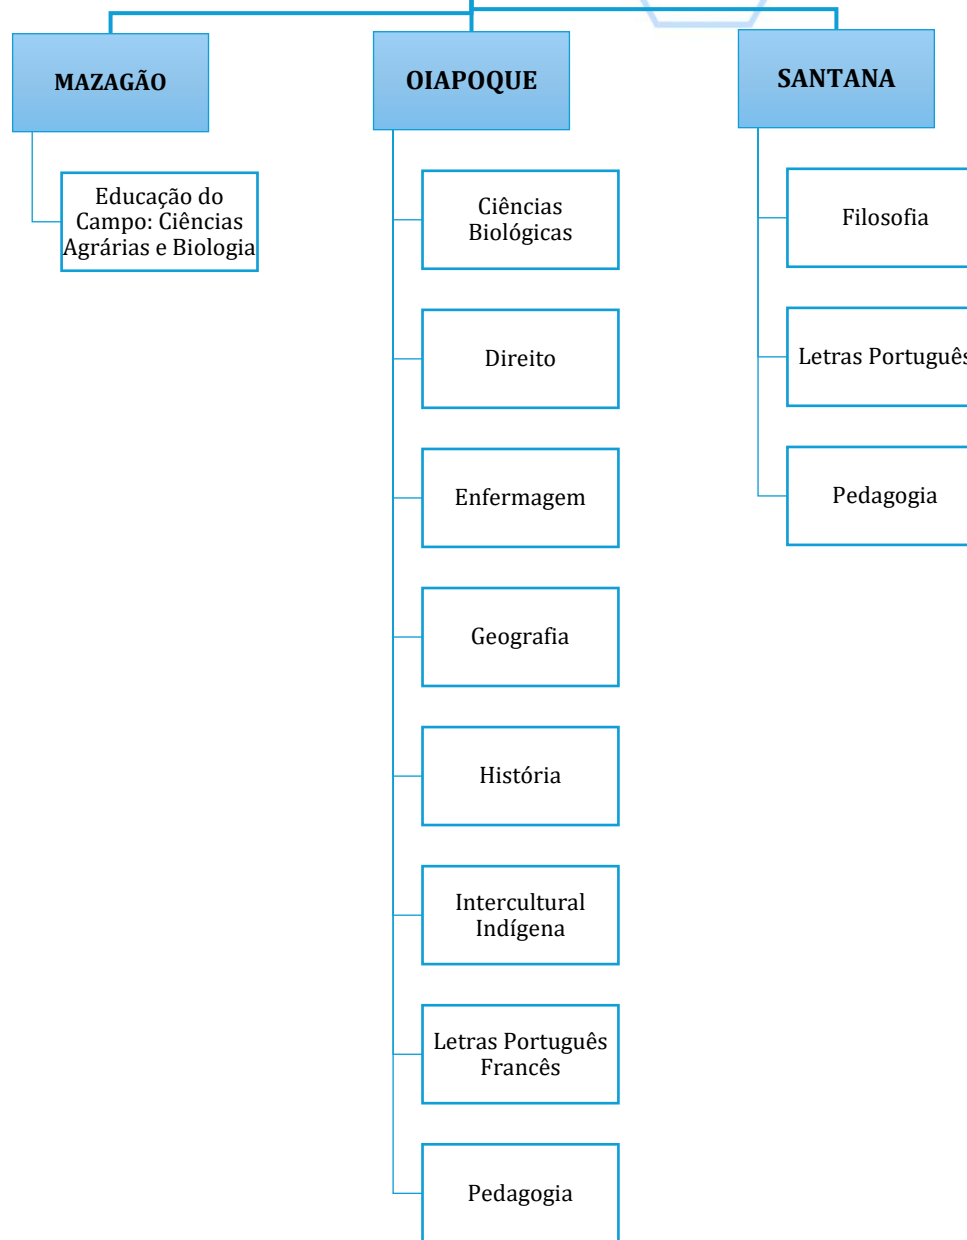 MAZAGÃO
Educação do
Campo: Ciências
Agrárias e Biologia
OIAPOQUE
Ciências
Biológicas
Direito
Enfermagem
Geografia
História
Intercultural
Indígena
Letras Português
Francês
Pedagogia
SANTANA
Filosofia
Letras Português
Pedagogia